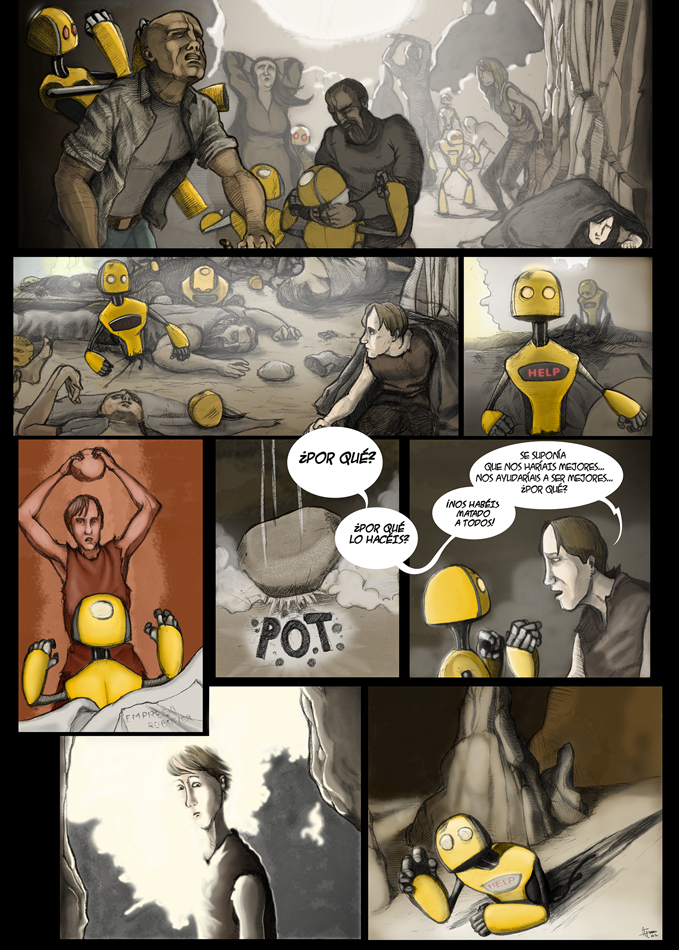 HELP
¿POR QUÉ?
¿POR QUÉ
LO HACÉIS?
¡NOS HABÉIS
MATADO
A TODOS!
SE SUPONÍA
QUE NOS HARÍAIS MEJORES...
NOS AYUDARÍAIS A SER MEJORES...
¿POR QUÉ?
P.O.T.
EMPRESA
HELP